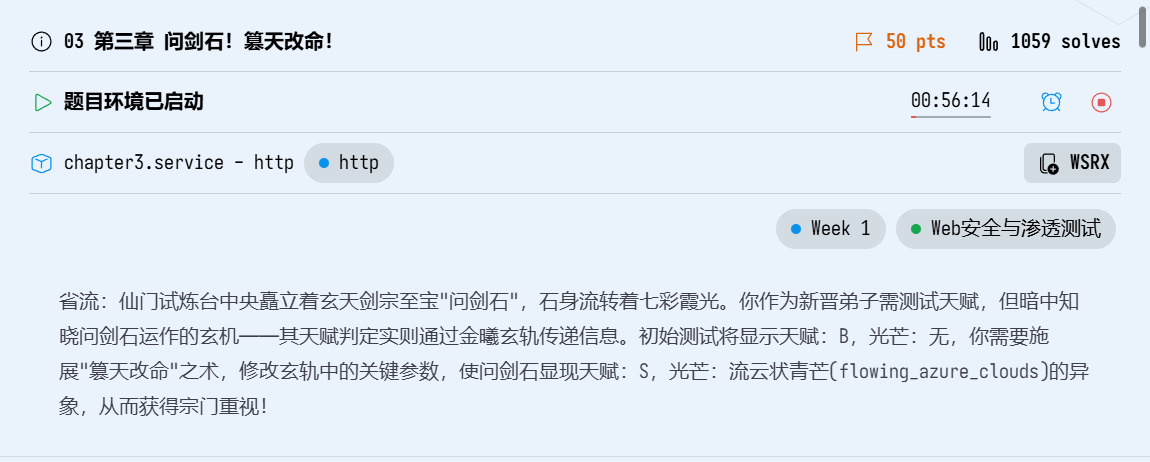 03 第三章 问剑石！篡天改命！ 50 pts 1059 solves
题目环境已启动 00:56:14
chapter3.service - http http WSRX
Week 1 Web安全与渗透测试
省流：仙门试炼台中央矗立着玄天剑宗至宝"问剑石"，石身流转着七彩霞光。你作为新晋弟子需测试天赋，但暗中知
晓问剑石运作的玄机——其天赋判定实则通过金曦玄轨传递信息。初始测试将显示天赋：B，光芒：无，你需要施
展"篡天改命"之术，修改玄轨中的关键参数，使问剑石显现天赋：S，光芒：流云状青芒(flowing_azure_clouds)的异
象，从而获得宗门重视！